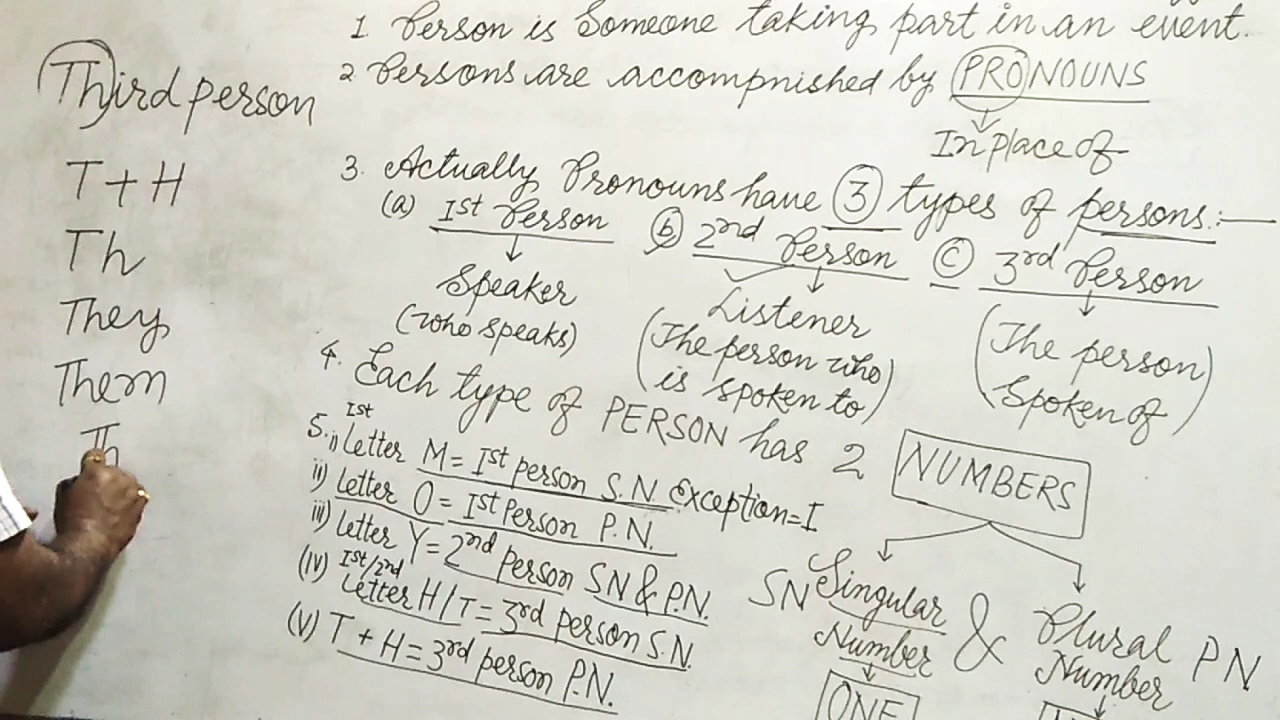 1 Person is Someone taking part in an event.
2 Persons are accompnished by PRONOUNS
In place of
3. Actually Pronouns have 3 types of persons:—
(a) Ist Person (b) 2nd Person (c) 3rd Person
Speaker
(who speaks)
Listener
(The person who
is spoken to)
(The person
Spoken of)
4. Each type of PERSON has 2 NUMBERS
SN Singular
Number
ONE
&
Plural PN
Number
5. i) Ist Letter M = Ist person S.N. Exception = I
ii) Letter O = Ist Person P.N.
iii) Letter Y = 2nd person SN & P.N.
(iv) Ist/2nd Letter H/T = 3rd person S.N.
(v) T + H = 3rd person P.N.
Third person
T + H
Th
They
Them
Th